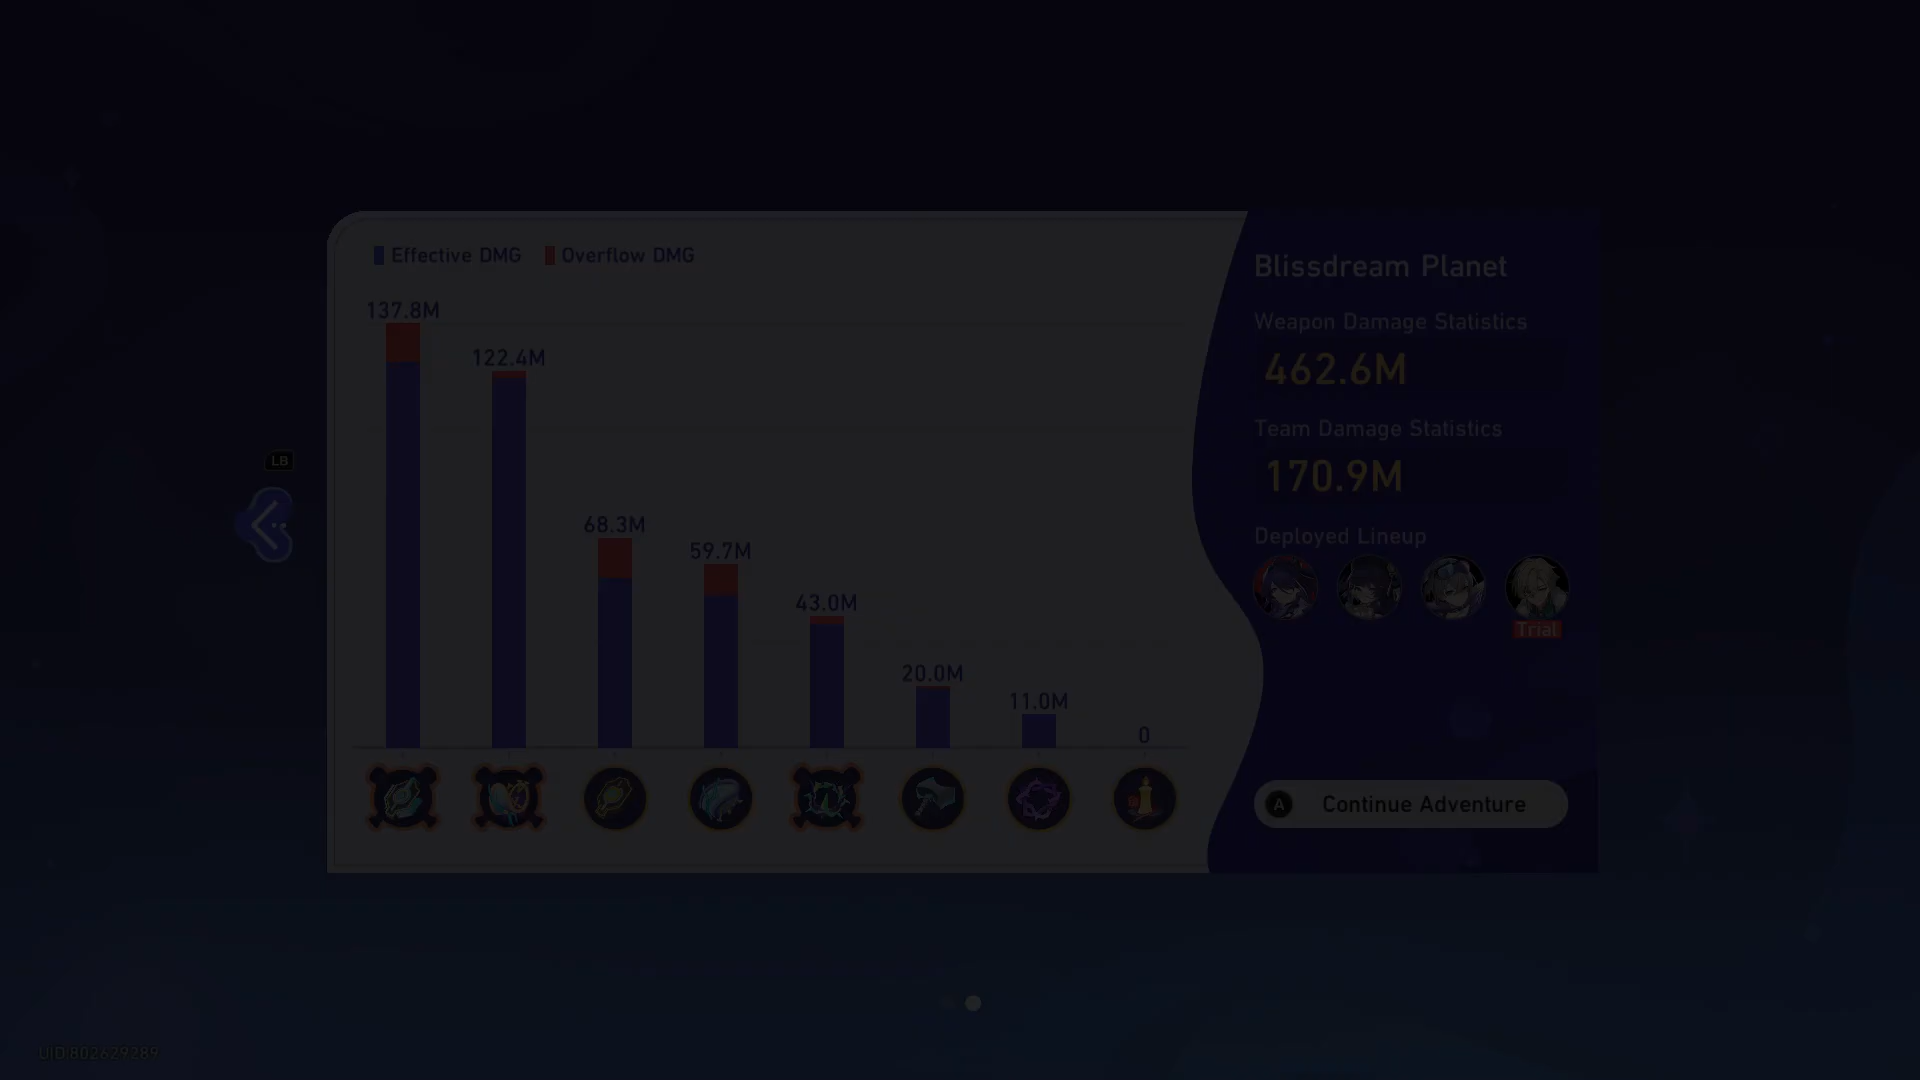 Effective DMG Overflow DMG
137.8M
122.4M
68.3M
59.7M
43.0M
20.0M
11.0M
0
Blissdream Planet
Weapon Damage Statistics
462.6M
Team Damage Statistics
170.9M
Deployed Lineup
Trial
A Continue Adventure
LB
UID:802629289